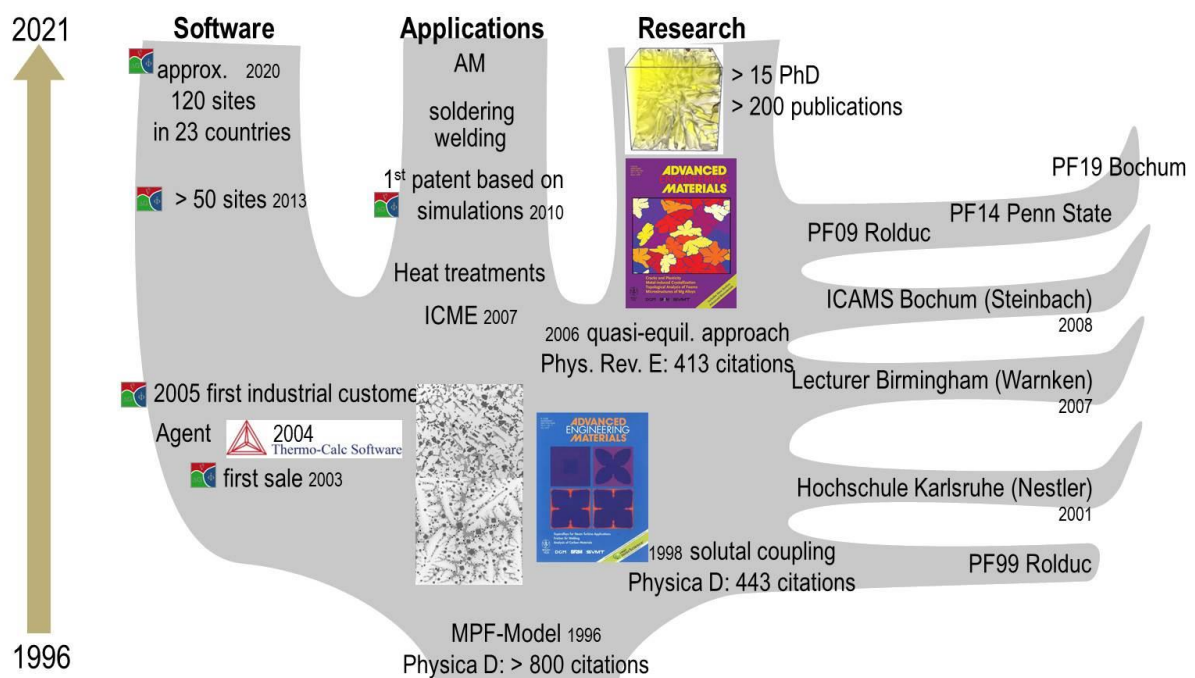 2021
Software
Applications
Research
approx. 2020
120 sites
in 23 countries
> 50 sites 2013
2005 first industrial custome
Agent
2004
Thermo-Calc Software
first sale 2003
AM
soldering
welding
1st patent based on
simulations 2010
Heat treatments
ICME 2007
> 15 PhD
> 200 publications
ADVANCED
ENGINEERING
MATERIALS
2006 quasi-equil. approach
Phys. Rev. E: 413 citations
ADVANCED
ENGINEERING
MATERIALS
1998 solutal coupling
Physica D: 443 citations
MPF-Model 1996
Physica D: > 800 citations
PF19 Bochum
PF14 Penn State
PF09 Rolduc
ICAMS Bochum (Steinbach)
2008
Lecturer Birmingham (Warnken)
2007
Hochschule Karlsruhe (Nestler)
2001
PF99 Rolduc
1996